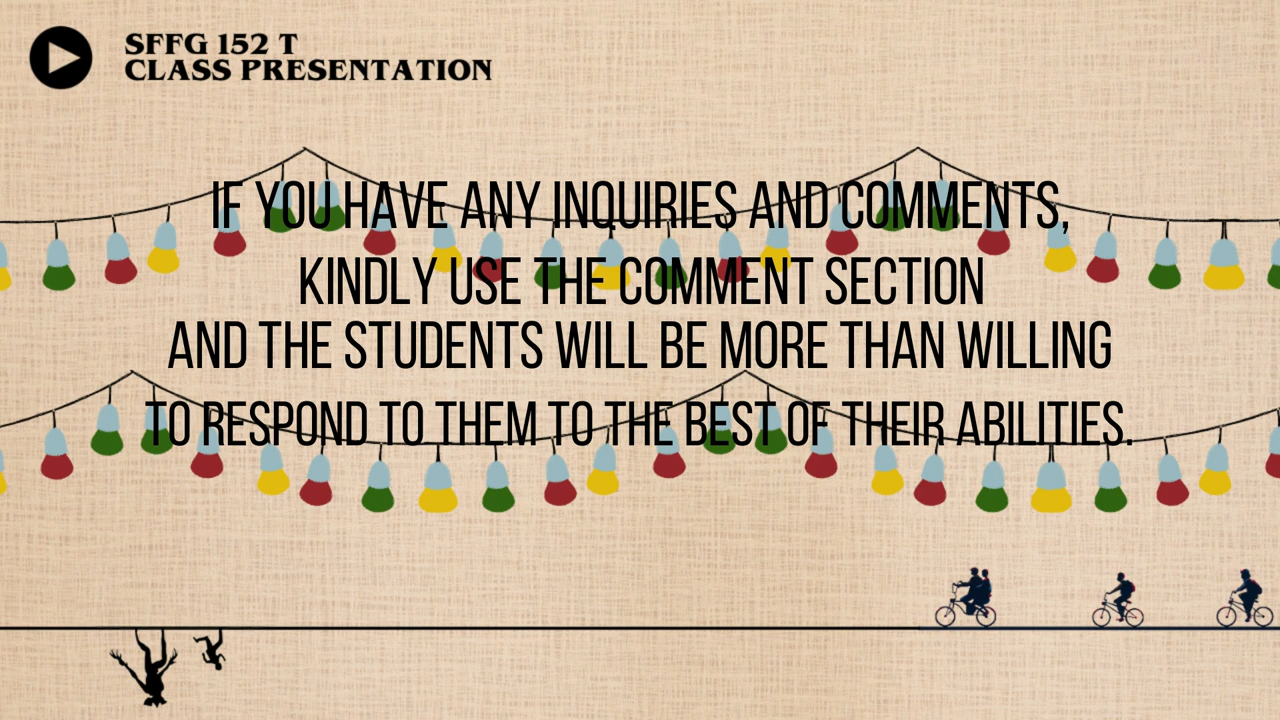 SFFG 152 T
CLASS PRESENTATION
IF YOU HAVE ANY INQUIRIES AND COMMENTS,
KINDLY USE THE COMMENT SECTION
AND THE STUDENTS WILL BE MORE THAN WILLING
TO RESPOND TO THEM TO THE BEST OF THEIR ABILITIES.